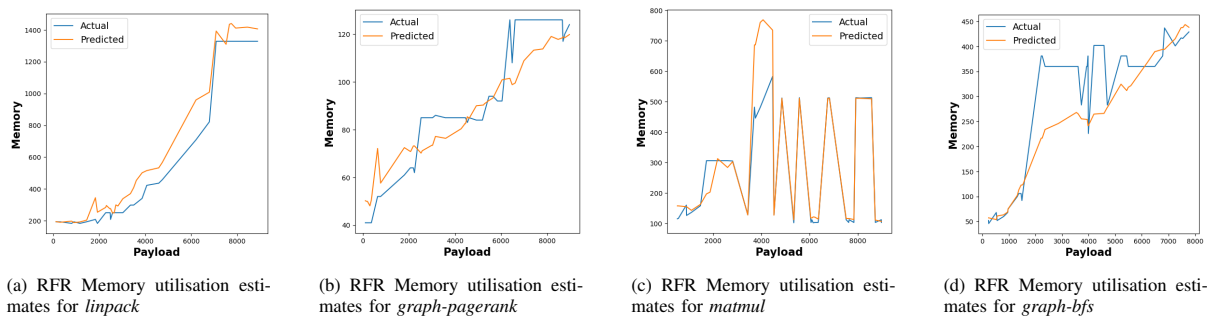 1400
1200
1000
800
600
400
200
Memory
0
2000
4000
6000
8000
Payload
Actual
Predicted
(a) RFR Memory utilisation esti-
mates for linpack
120
100
80
60
40
Memory
0
2000
4000
6000
8000
Payload
Actual
Predicted
(b) RFR Memory utilisation esti-
mates for graph-pagerank
800
700
600
500
400
300
200
100
Memory
2000
4000
6000
8000
Payload
Actual
Predicted
(c) RFR Memory utilisation esti-
mates for matmul
450
400
350
300
250
200
150
100
50
Memory
0
1000
2000
3000
4000
5000
6000
7000
8000
Payload
Actual
Predicted
(d) RFR Memory utilisation esti-
mates for graph-bfs